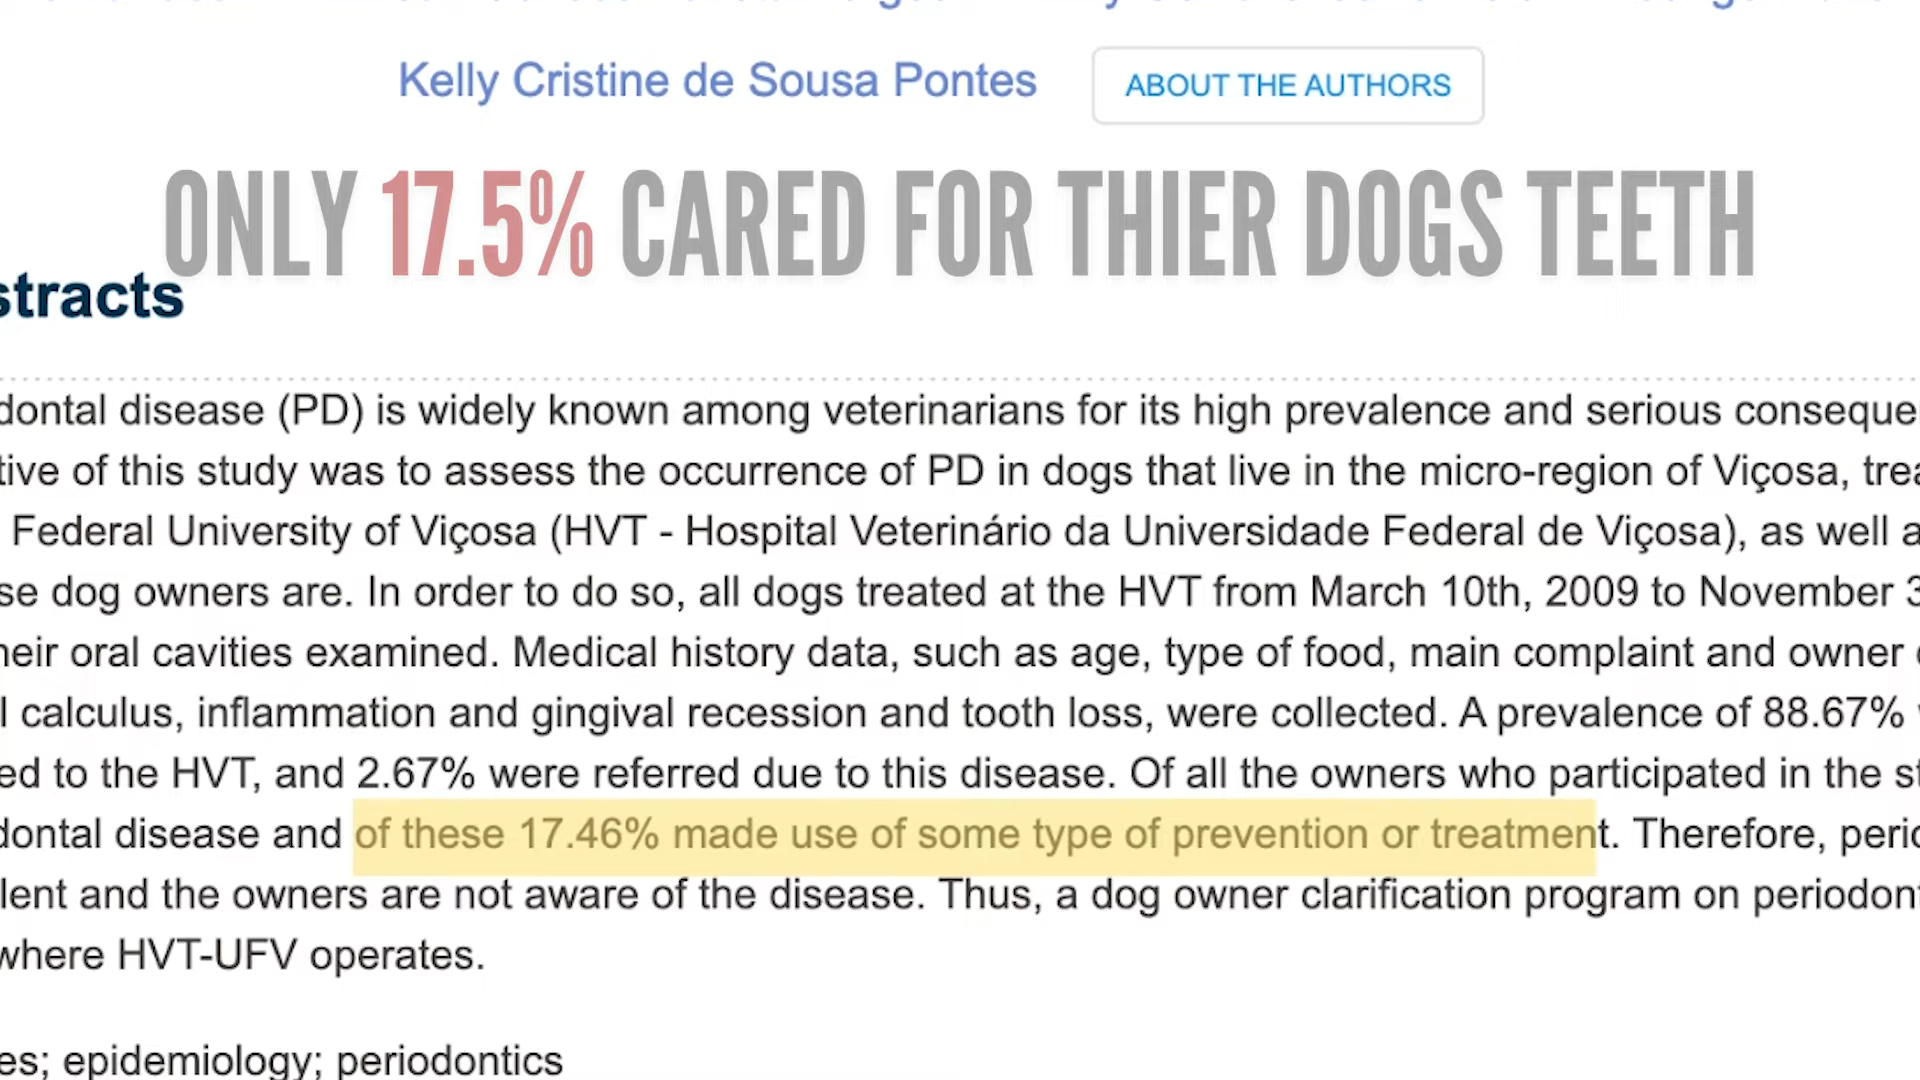 Kelly Cristine de Sousa Pontes ABOUT THE AUTHORS
ONLY 17.5% CARED FOR THIER DOGS TEETH
stracts
dontal disease (PD) is widely known among veterinarians for its high prevalence and serious conseque
tive of this study was to assess the occurrence of PD in dogs that live in the micro-region of Viçosa, trea
Federal University of Viçosa (HVT - Hospital Veterinário da Universidade Federal de Viçosa), as well a
se dog owners are. In order to do so, all dogs treated at the HVT from March 10th, 2009 to November 3
heir oral cavities examined. Medical history data, such as age, type of food, main complaint and owner
l calculus, inflammation and gingival recession and tooth loss, were collected. A prevalence of 88.67%
ed to the HVT, and 2.67% were referred due to this disease. Of all the owners who participated in the st
dontal disease and of these 17.46% made use of some type of prevention or treatment. Therefore, perio
lent and the owners are not aware of the disease. Thus, a dog owner clarification program on periodont
where HVT-UFV operates.
es; epidemiology; periodontics